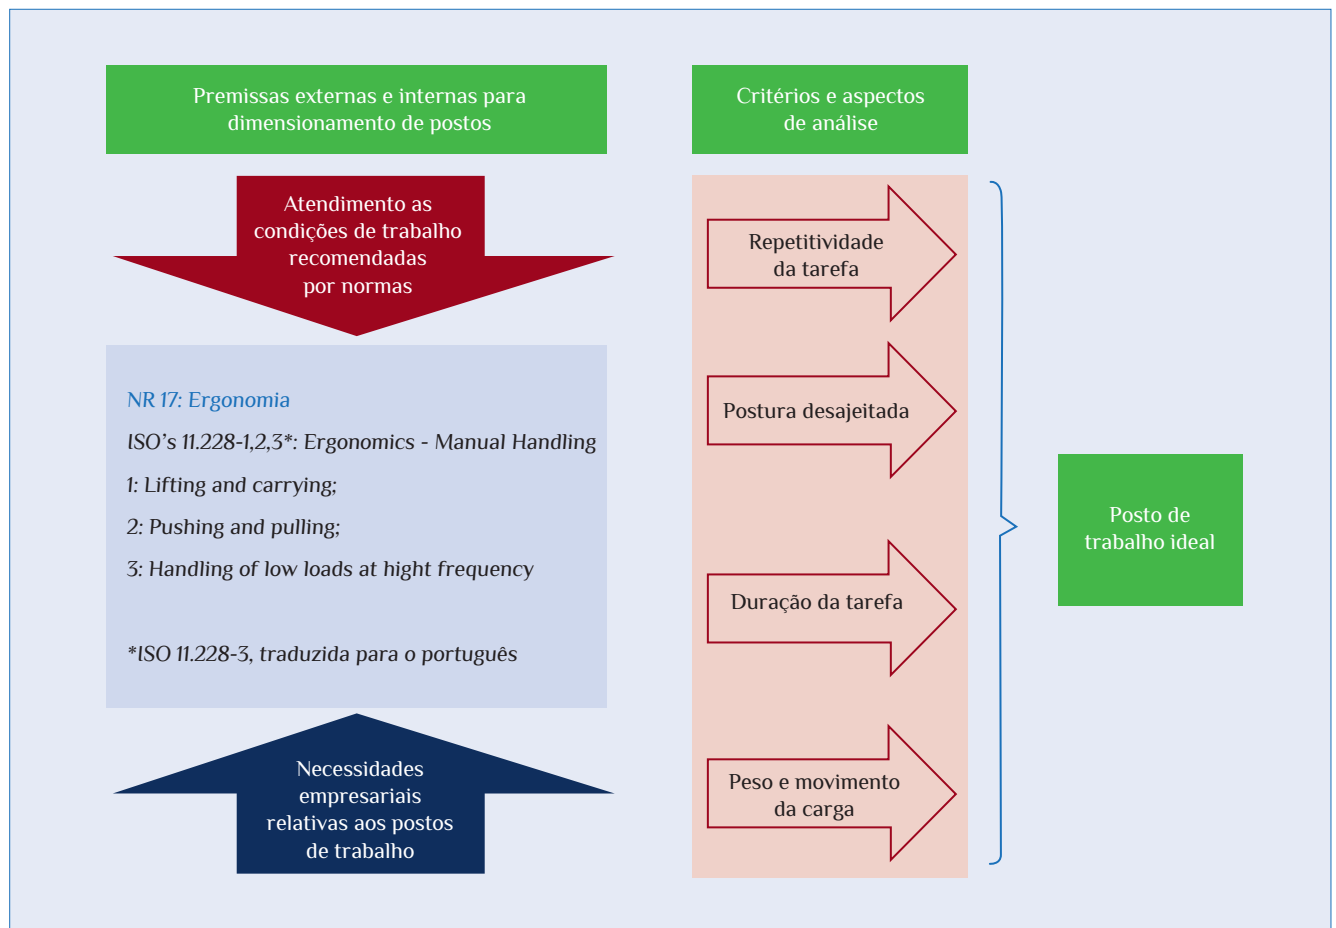 Premissas externas e internas para
dimensionamento de postos
Atendimento as
condições de trabalho
recomendadas
por normas
NR 17: Ergonomia
ISO's 11.228-1,2,3*: Ergonomics - Manual Handling
1: Lifting and carrying;
2: Pushing and pulling;
3: Handling of low loads at hight frequency
*ISO 11.228-3, traduzida para o português
Necessidades
empresariais
relativas aos postos
de trabalho
Critérios e aspectos
de análise
Repetitividade
da tarefa
Postura desajeitada
Duração da tarefa
Peso e movimento
da carga
Posto de
trabalho ideal